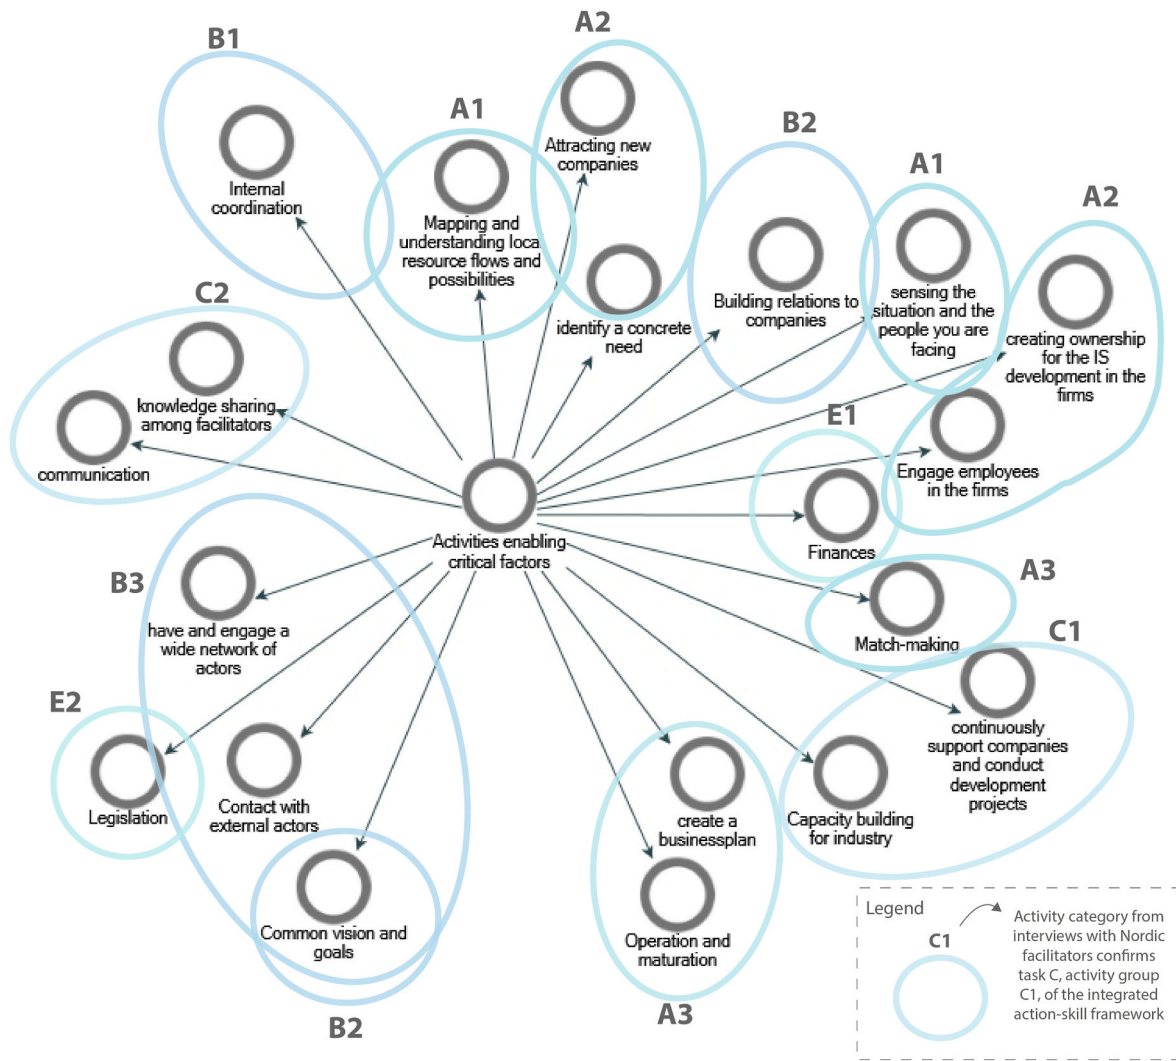 B1
A2
A1
B2
A1
A2
Internal
coordination
Mapping and
understanding loca
resource flows and
possibilities
Attracting new
companies
identify a concrete
need
Building relations to
companies
sensing the
situation and the
people you are
facing
creating ownership
for the IS
development in the
firms
C2
knowledge sharing
among facilitators
communication
E1
Engage employees
in the firms
Finances
Activities enabling
critical factors
B3
have and engage a
wide network of
actors
A3
Match-making
C1
continuously
support companies
and conduct
development
projects
E2
Legislation
Contact with
external actors
create a
businessplan
Capacity building
for industry
Common vision and
goals
Operation and
maturation
B2
A3
Legend
C1
Activity category from
interviews with Nordic
facilitators confirms
task C, activity group
C1, of the integrated
action-skill framework